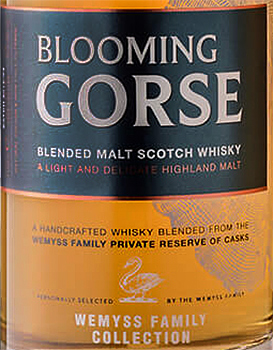 BLOOMING
GORSE
BLENDED MALT SCOTCH WHISKY
A LIGHT AND DELICATE HIGHLAND MALT
A HANDCRAFTED WHISKY BLENDED FROM THE
WEMYSS FAMILY PRIVATE RESERVE OF CASKS
PERSONALLY SELECTED BY THE WEMYSS FAMILY
WEMYSS FAMILY
COLLECTION